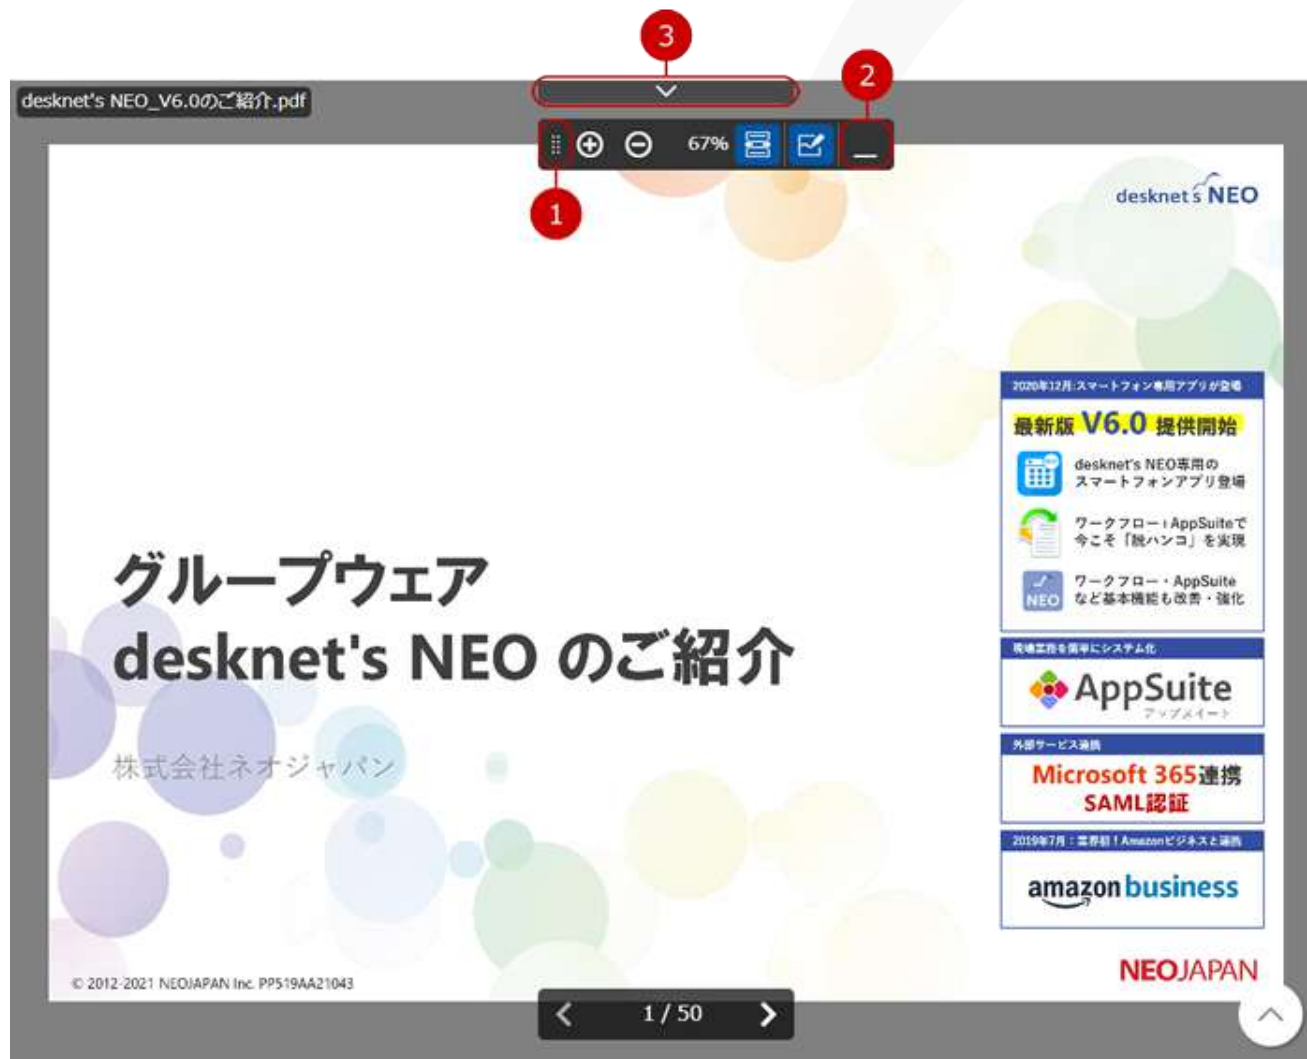 3
2
desknet's NEO_V6.0のご紹介.pdf
67%
1
desknet's NEO
2020年12月:スマートフォン専用アプリが登場
最新版 V6.0 提供開始
desknet's NEO専用の
スマートフォンアプリ登場
ワークフロー+AppSuiteで
今こそ「脱ハンコ」を実現
ワークフロー・AppSuite
など基本機能も改善・強化
NEO
グループウェア
desknet's NEO のご紹介
現場業務を簡単にシステム化
AppSuite
アップスイート
株式会社ネオジャパン
外部サービス連携
Microsoft 365連携
SAML認証
2019年7月：業界初！Amazonビジネスと連携
amazon business
NEOJAPAN
© 2012-2021 NEOJAPAN Inc. PP519AA21043
1 / 50